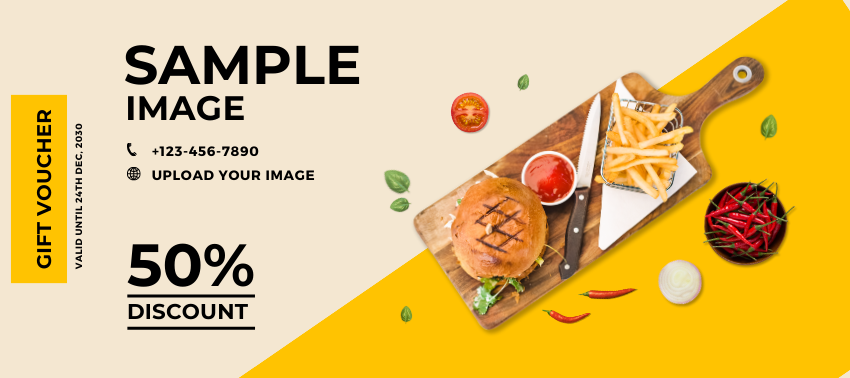 SAMPLE
IMAGE
+123-456-7890
UPLOAD YOUR IMAGE
GIFT VOUCHER
VALID UNTIL 24TH DEC, 2030
50%
DISCOUNT